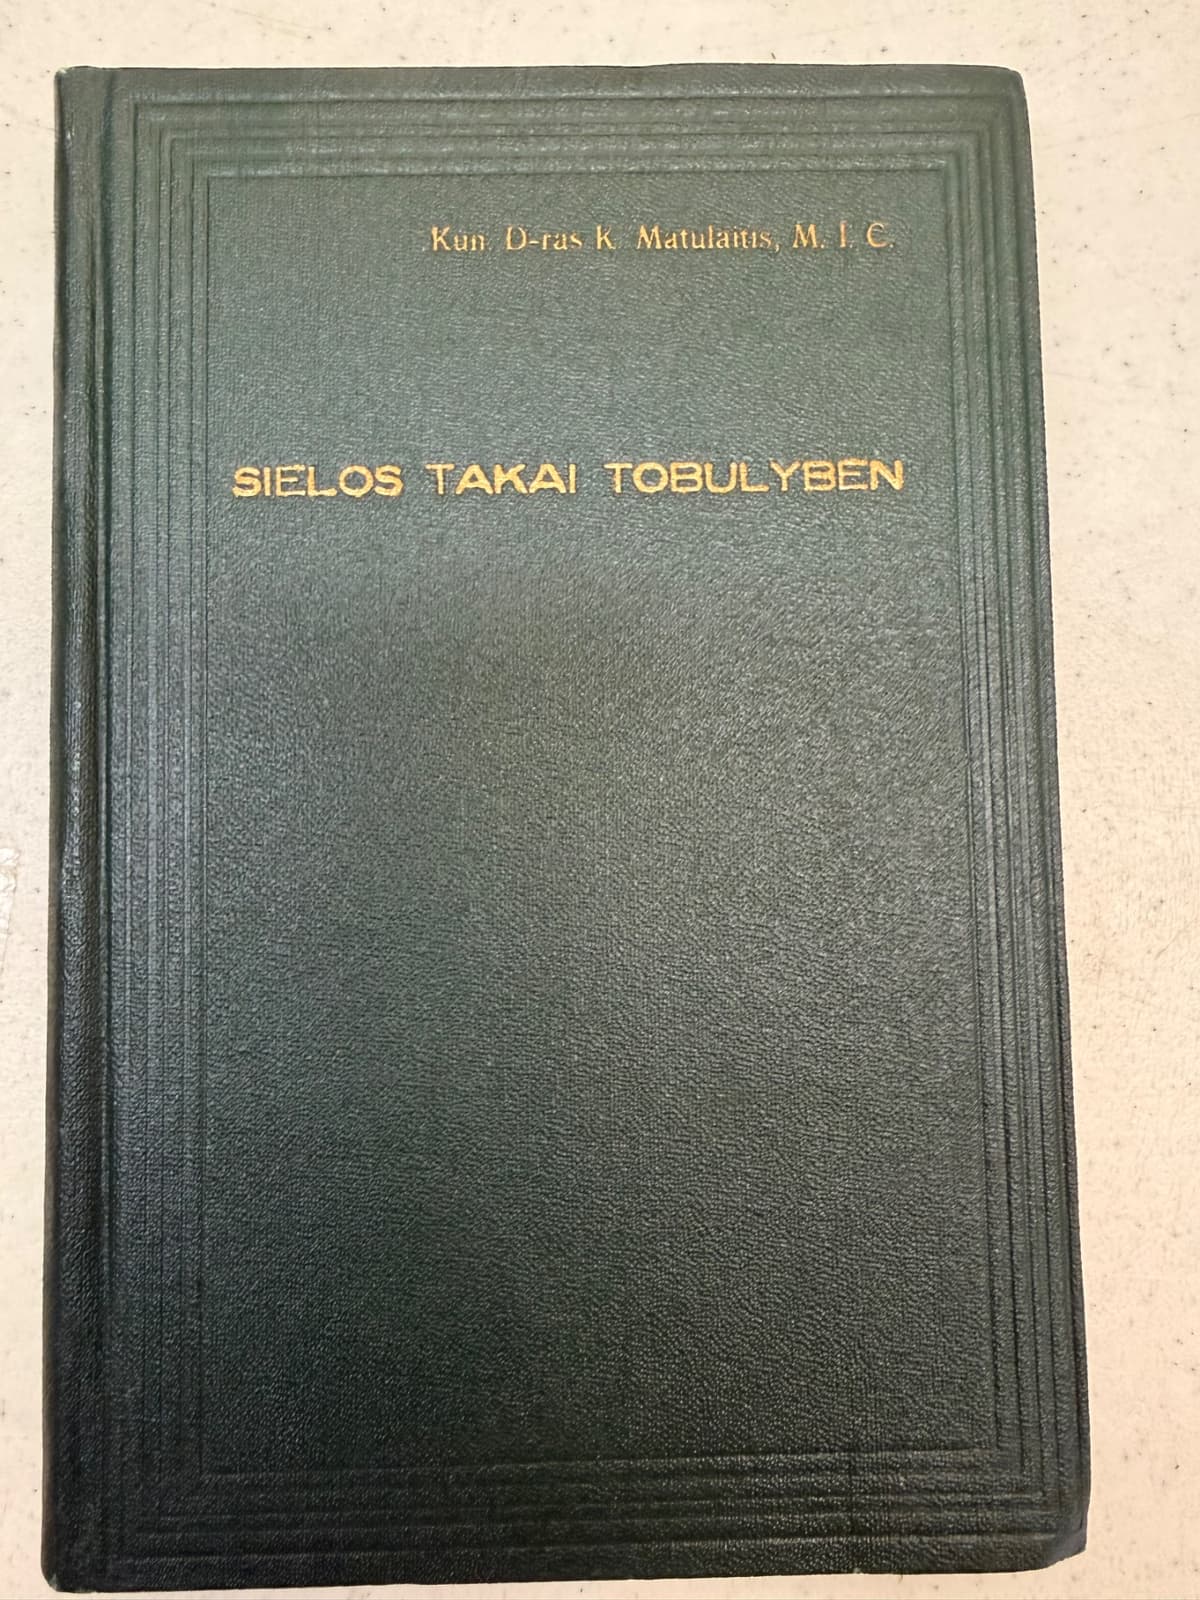 Kun. D-ras K. Matulaitis, M. I. C.
SIELOS TAKAI TOBULYBEN